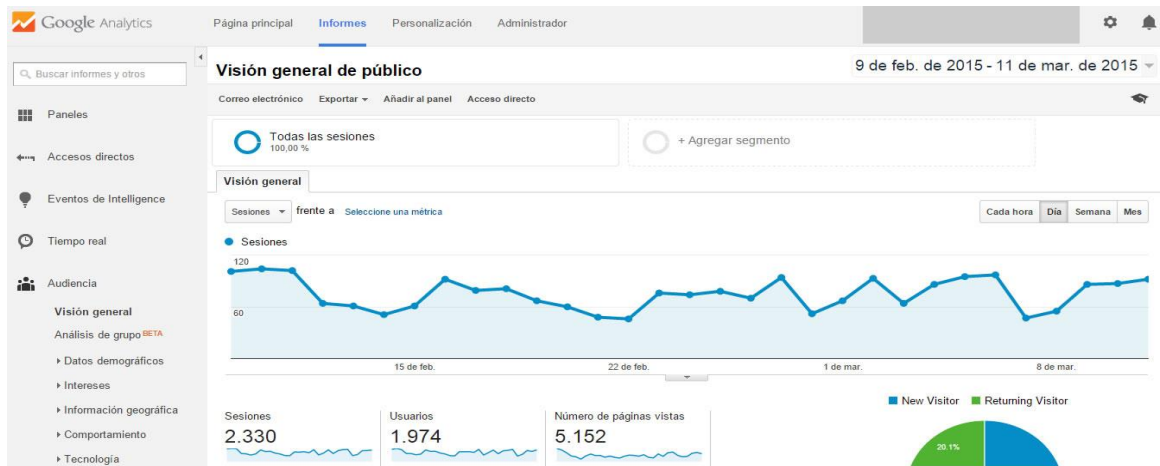 Google Analytics
Página principal Informes Personalización Administrador
Buscar informes y otros
Visión general de público
9 de feb. de 2015 - 11 de mar. de 2015
Correo electrónico Exportar Añadir al panel Acceso directo
Paneles
Accesos directos
Eventos de Intelligence
Tiempo real
Audiencia
Visión general
Análisis de grupo BETA
Datos demográficos
Intereses
Información geográfica
Comportamiento
Tecnología
Todas las sesiones
100,00 %
+ Agregar segmento
Visión general
Sesiones frente a Seleccione una métrica
Cada hora Día Semana Mes
Sesiones
120
60
15 de feb. 22 de feb. 1 de mar. 8 de mar.
New Visitor Returning Visitor
Sesiones
2.330
Usuarios
1.974
Número de páginas vistas
5.152
20.1%